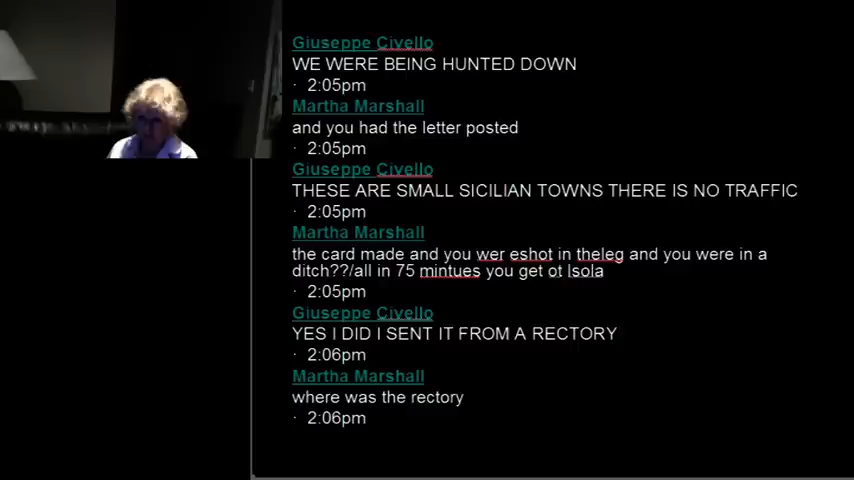 Giuseppe Civello
WE WERE BEING HUNTED DOWN
· 2:05pm
Martha Marshall
and you had the letter posted
· 2:05pm
Giuseppe Civello
THESE ARE SMALL SICILIAN TOWNS THERE IS NO TRAFFIC
· 2:05pm
Martha Marshall
the card made and you wer eshot in theleg and you were in a
ditch??/all in 75 mintues you get ot Isola
· 2:05pm
Giuseppe Civello
YES I DID I SENT IT FROM A RECTORY
· 2:06pm
Martha Marshall
where was the rectory
· 2:06pm